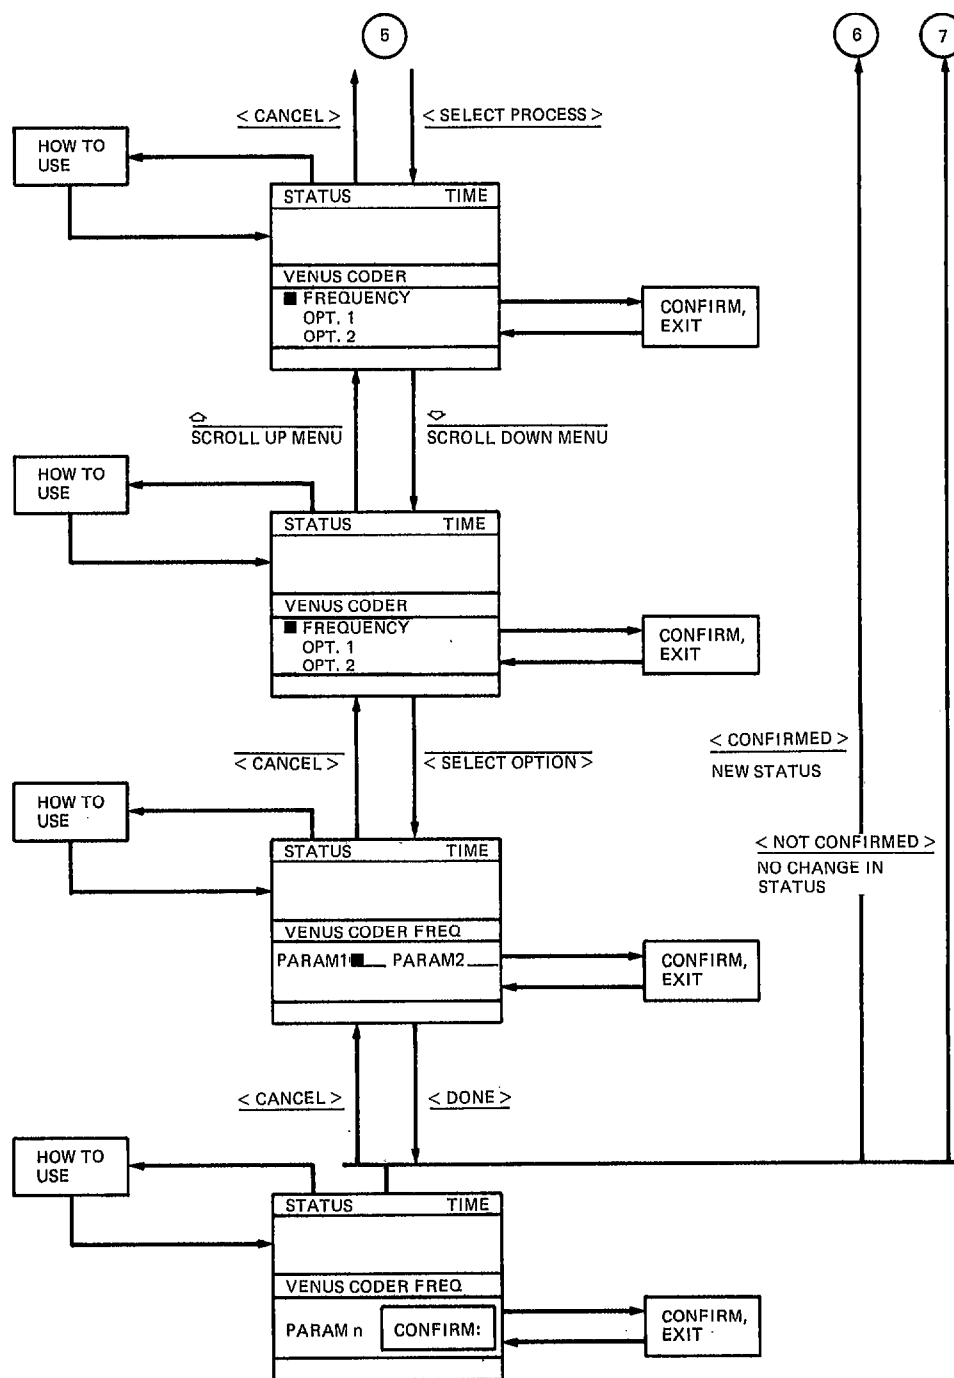 5
6
7
< CANCEL >
< SELECT PROCESS >
HOW TO
USE
STATUS TIME
VENUS CODER
FREQUENCY
OPT. 1
OPT. 2
CONFIRM,
EXIT
SCROLL UP MENU
SCROLL DOWN MENU
HOW TO
USE
STATUS TIME
VENUS CODER
FREQUENCY
OPT. 1
OPT. 2
CONFIRM,
EXIT
< CANCEL >
< SELECT OPTION >
< CONFIRMED >
NEW STATUS
HOW TO
USE
STATUS TIME
< NOT CONFIRMED >
NO CHANGE IN
STATUS
VENUS CODER FREQ
PARAM1 ___ PARAM2 ___
CONFIRM,
EXIT
< CANCEL >
< DONE >
HOW TO
USE
STATUS TIME
VENUS CODER FREQ
PARAM n CONFIRM:
CONFIRM,
EXIT